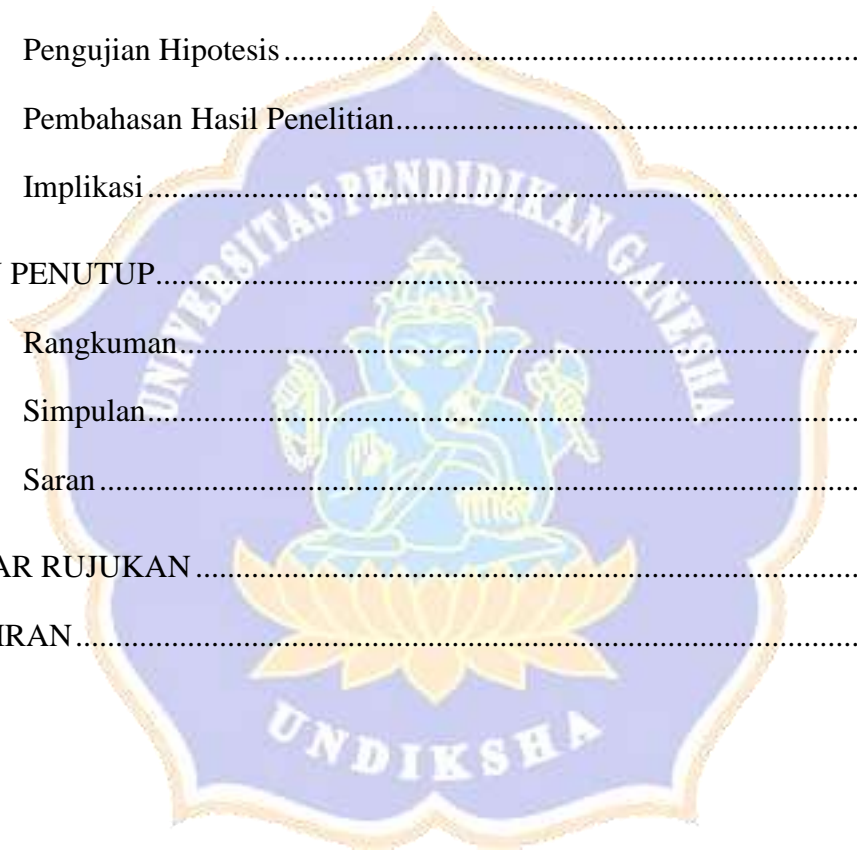 Pengujian Hipotesis ..........................................................................
Pembahasan Hasil Penelitian...........................................................
Implikasi ...........................................................................................
PENUTUP.........................................................................................
Rangkuman.......................................................................................
Simpulan...........................................................................................
Saran .................................................................................................
AR RUJUKAN .................................................................................
IRAN .................................................................................................
UNIVERSITAS PENDIDIKAN GANESHA
UNDIKSHA